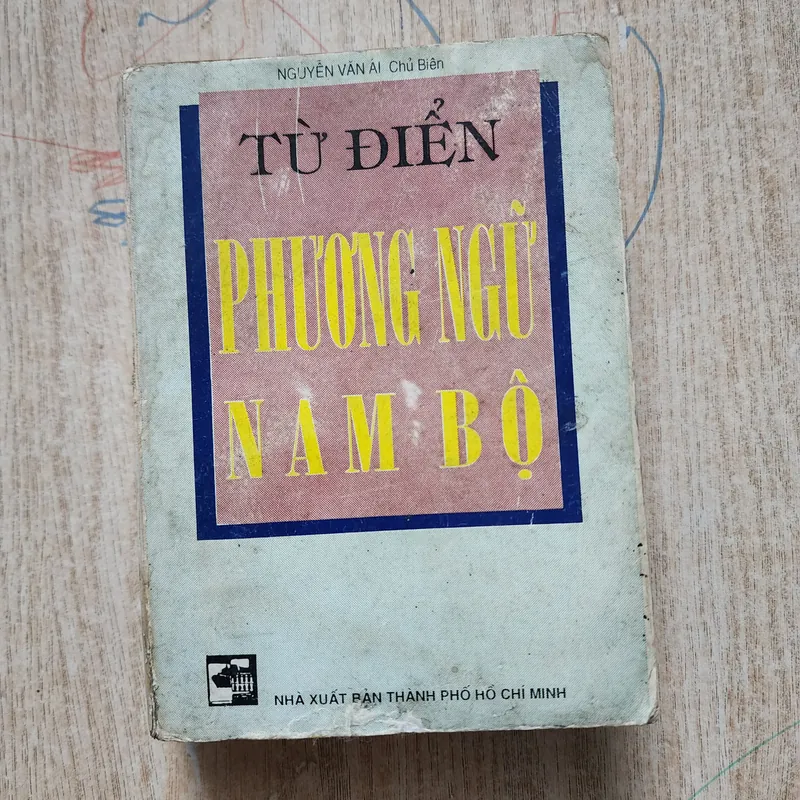 NGUYỄN VĂN ÁI Chủ Biên
TỪ ĐIỂN
PHƯƠNG NGỮ
NAM BỘ
NHÀ XUẤT BẢN THÀNH PHỐ HỒ CHÍ MINH